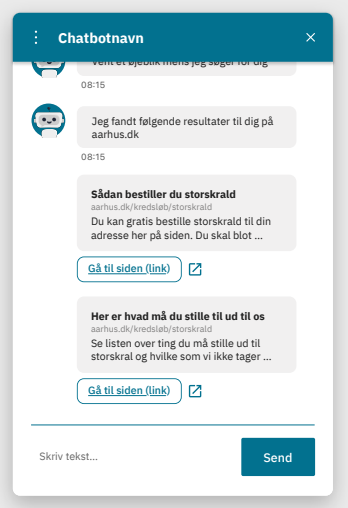 Chatbotnavn
Vent et øjeblik mens jeg søger for dig
08:15
Jeg fandt følgende resultater til dig på
aarhus.dk
08:15
Sådan bestiller du storskrald
aarhus.dk/kredsløb/storskrald
Du kan gratis bestille storskrald til din
adresse her på siden. Du skal blot ...
Gå til siden (link)
Her er hvad må du stille til ud til os
aarhus.dk/kredsløb/storskrald
Se listen over ting du må stille ud til
storskral og hvilke som vi ikke tager ...
Gå til siden (link)
Skriv tekst...
Send